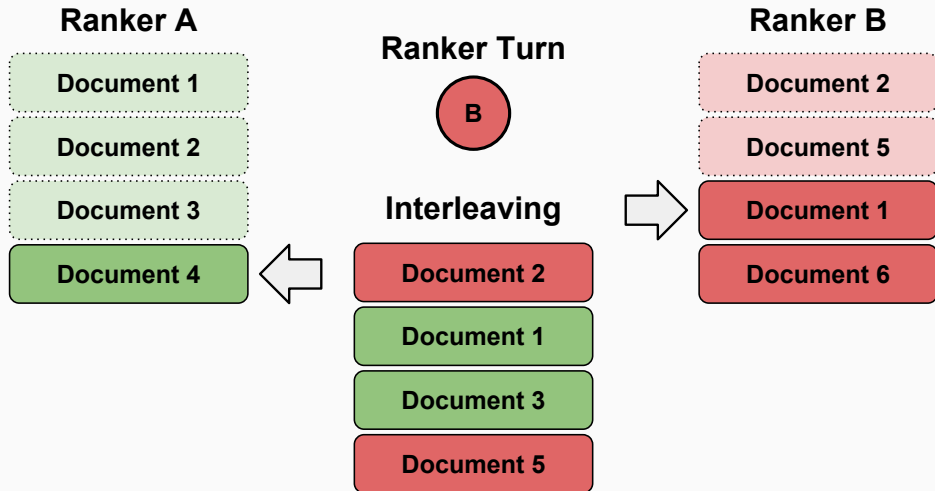 Ranker A
Document 1
Document 2
Document 3
Document 4
Ranker Turn
B
Interleaving
Document 2
Document 1
Document 3
Document 5
Ranker B
Document 2
Document 5
Document 1
Document 6